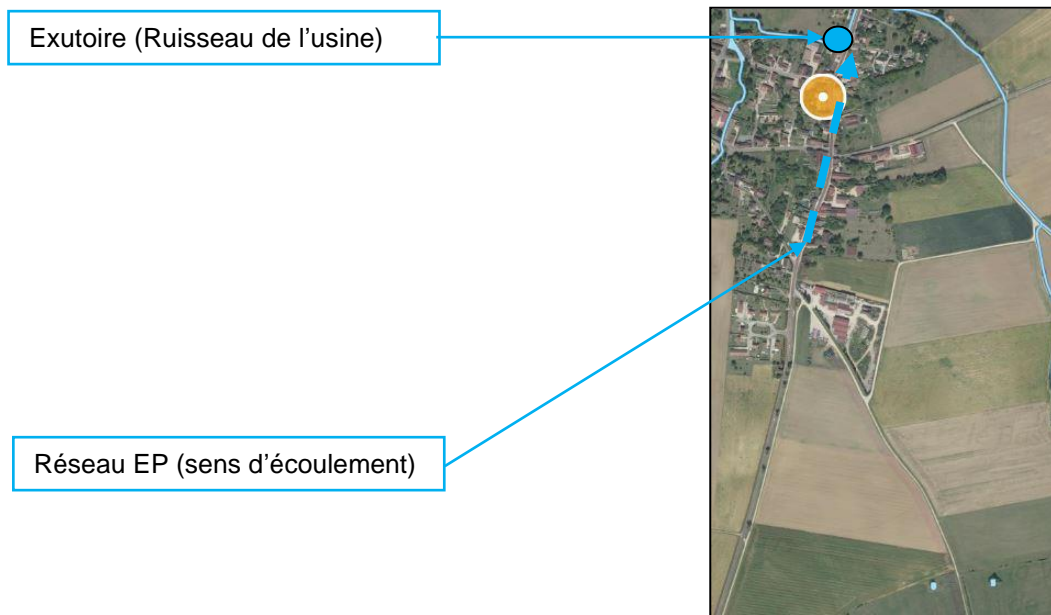 Exutoire (Ruisseau de l’usine)
Réseau EP (sens d’écoulement)